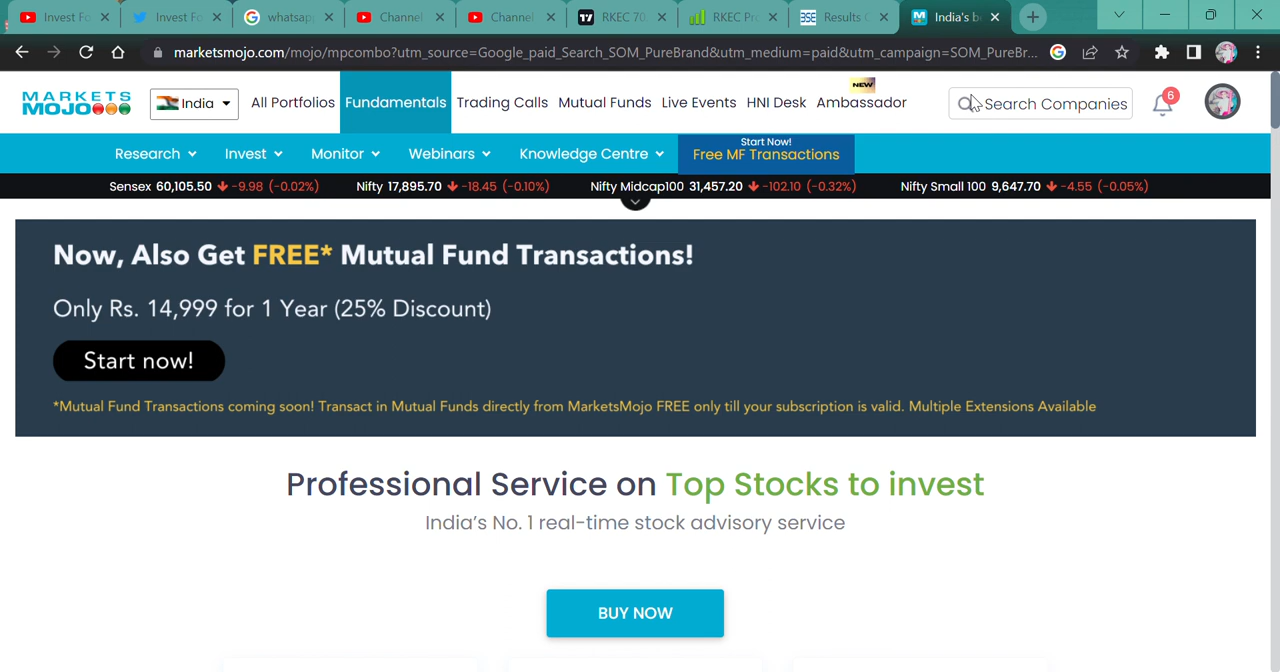 Invest Fo
Invest Fo
whatsap
Channel
Channel
RKEC 70.
RKEC Pro
Results C
India's b
marketsmojo.com/mojo/mpcombo?utm_source=Google_paid_Search_SOM_PureBrand&utm_medium=paid&utm_campaign=SOM_PureBr...
MARKETS
MOJO
India
All Portfolios
Fundamentals
Trading Calls
Mutual Funds
Live Events
HNI Desk
NEW
Ambassador
Search Companies
6
Research
Invest
Monitor
Webinars
Knowledge Centre
Start Now!
Free MF Transactions
Sensex 60,105.50 -9.98 (-0.02%)
Nifty 17,895.70 -18.45 (-0.10%)
Nifty Midcap100 31,457.20 -102.10 (-0.32%)
Nifty Small 100 9,647.70 -4.55 (-0.05%)
Now, Also Get FREE* Mutual Fund Transactions!
Only Rs. 14,999 for 1 Year (25% Discount)
Start now!
*Mutual Fund Transactions coming soon! Transact in Mutual Funds directly from MarketsMojo FREE only till your subscription is valid. Multiple Extensions Available
Professional Service on Top Stocks to invest
India's No. 1 real-time stock advisory service
BUY NOW